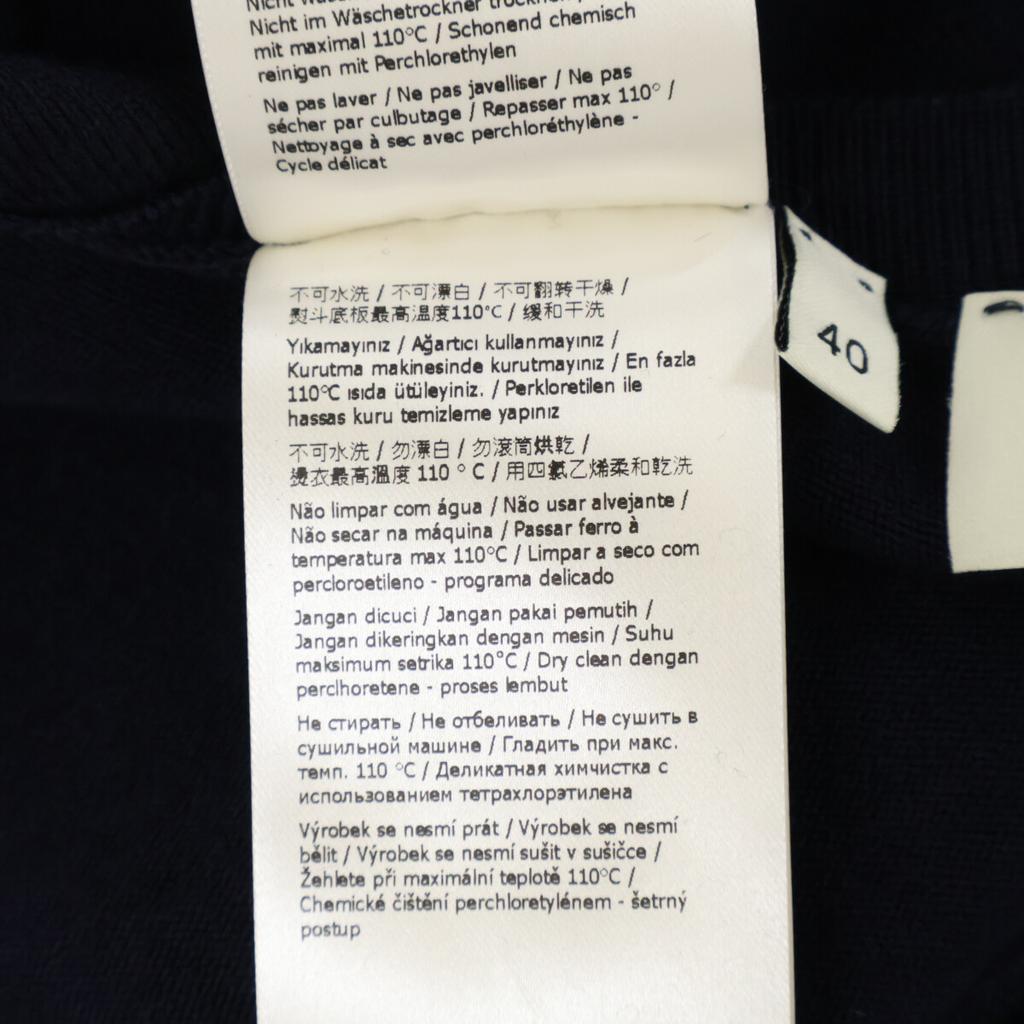 Nicht im Wäschetrockner trocknen /
mit maximal 110°C / Schonend chemisch
reinigen mit Perchlorethylen
Ne pas laver / Ne pas javelliser / Ne pas
sécher par culbutage / Repasser max 110° /
Nettoyage à sec avec perchloréthylène -
Cycle délicat
不可水洗 / 不可漂白 / 不可翻转干燥 /
熨斗底板最高温度110°C / 缓和干洗
Yıkamayınız / Ağartıcı kullanmayınız /
Kurutma makinesinde kurutmayınız / En fazla
110°C ısıda ütüleyiniz. / Perkloretilen ile
hassas kuru temizleme yapınız
不可水洗 / 勿漂白 / 勿滾筒烘乾 /
燙衣最高溫度 110 ° C / 用四氯乙烯柔和乾洗
Não limpar com água / Não usar alvejante /
Não secar na máquina / Passar ferro à
temperatura max 110°C / Limpar a seco com
percloroetileno - programa delicado
Jangan dicuci / Jangan pakai pemutih /
Jangan dikeringkan dengan mesin / Suhu
maksimum setrika 110°C / Dry clean dengan
perclhoretene - proses lembut
Не стирать / Не отбеливать / Не сушить в
сушильной машине / Гладить при макс.
темп. 110 °C / Деликатная химчистка с
использованием тетрахлорэтилена
Výrobek se nesmí prát / Výrobek se nesmí
bělit / Výrobek se nesmí sušit v sušičce /
Žehlete při maximální teplotě 110°C /
Chemické čištění perchloretylénem - šetrný
postup
40